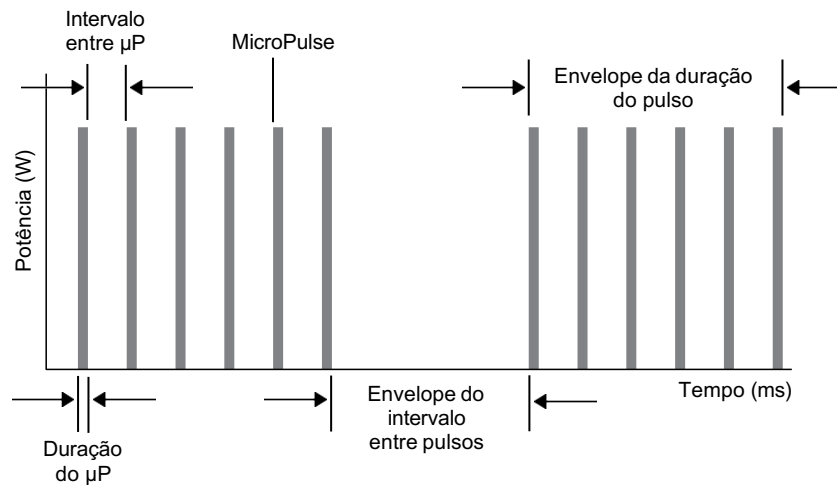 Intervalo
entre µP
MicroPulse
Envelope da duração
do pulso
Potência (W)
Tempo (ms)
Envelope do
intervalo
entre pulsos
Duração
do µP